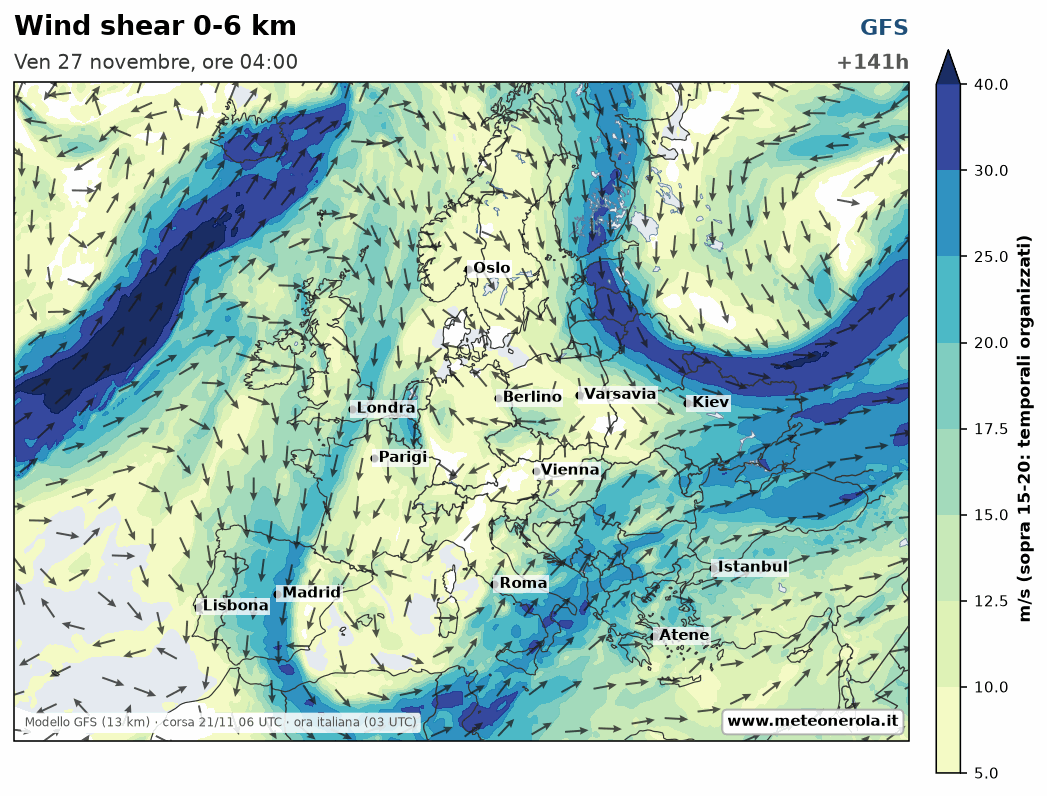 Wind shear 0-6 km
GFS
Ven 27 novembre, ore 04:00
+141h
40.0
30.0
25.0
20.0
17.5
15.0
12.5
10.0
5.0
m/s (sopra 15-20: temporali organizzati)
Oslo
Berlino
Varsavia
Kiev
Londra
Parigi
Vienna
Istanbul
Roma
Madrid
Lisbona
Atene
Modello GFS (13 km) · corsa 21/11 06 UTC · ora italiana (03 UTC)
www.meteonerola.it